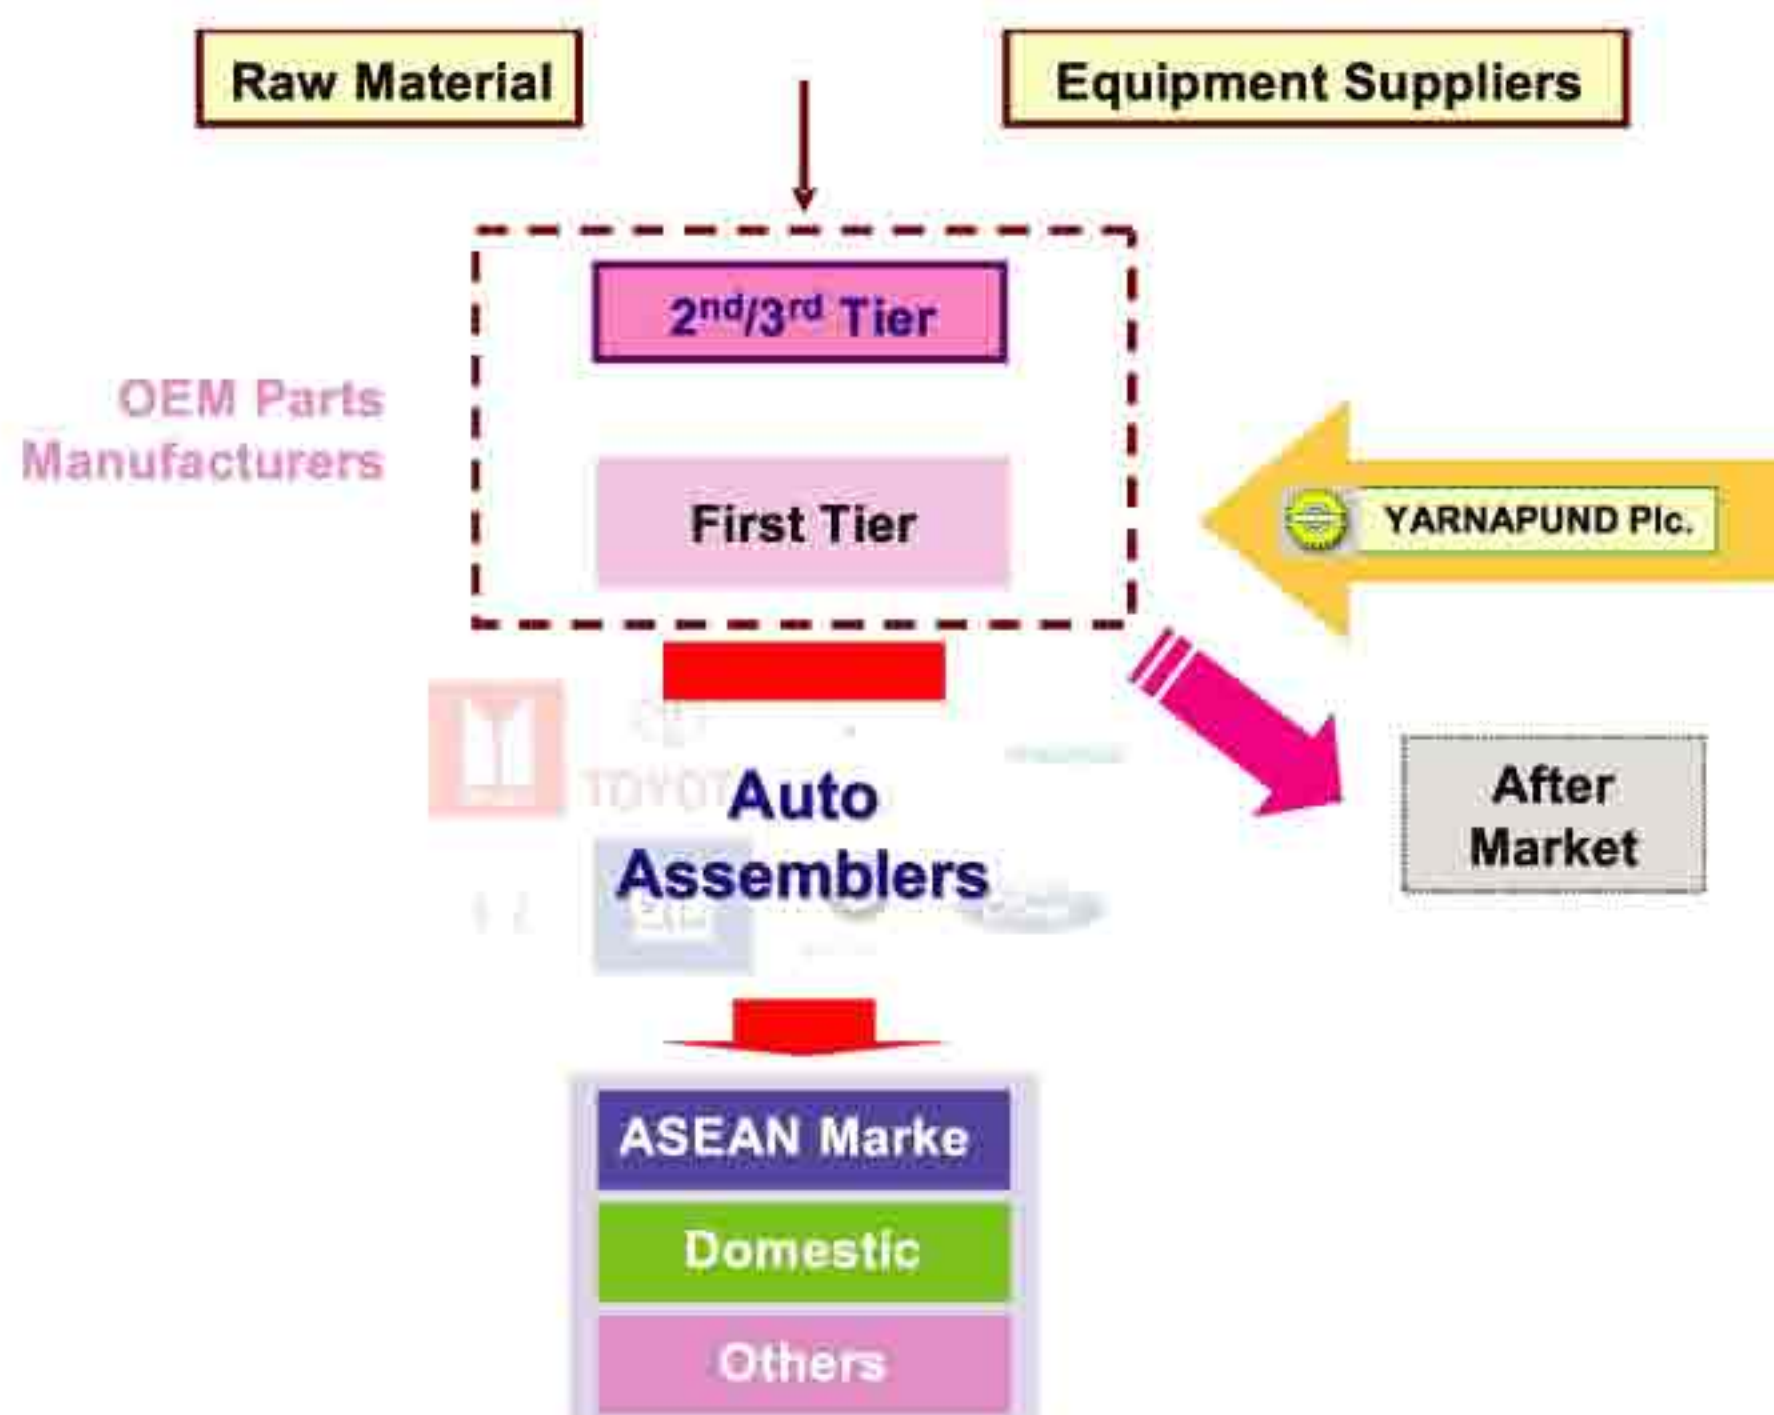 Raw Material
Equipment Suppliers
2nd/3rd Tier
OEM Parts
Manufacturers
First Tier
YARNAPUND Plc.
TOYOT
Auto
Assemblers
After
Market
ASEAN Marke
Domestic
Others